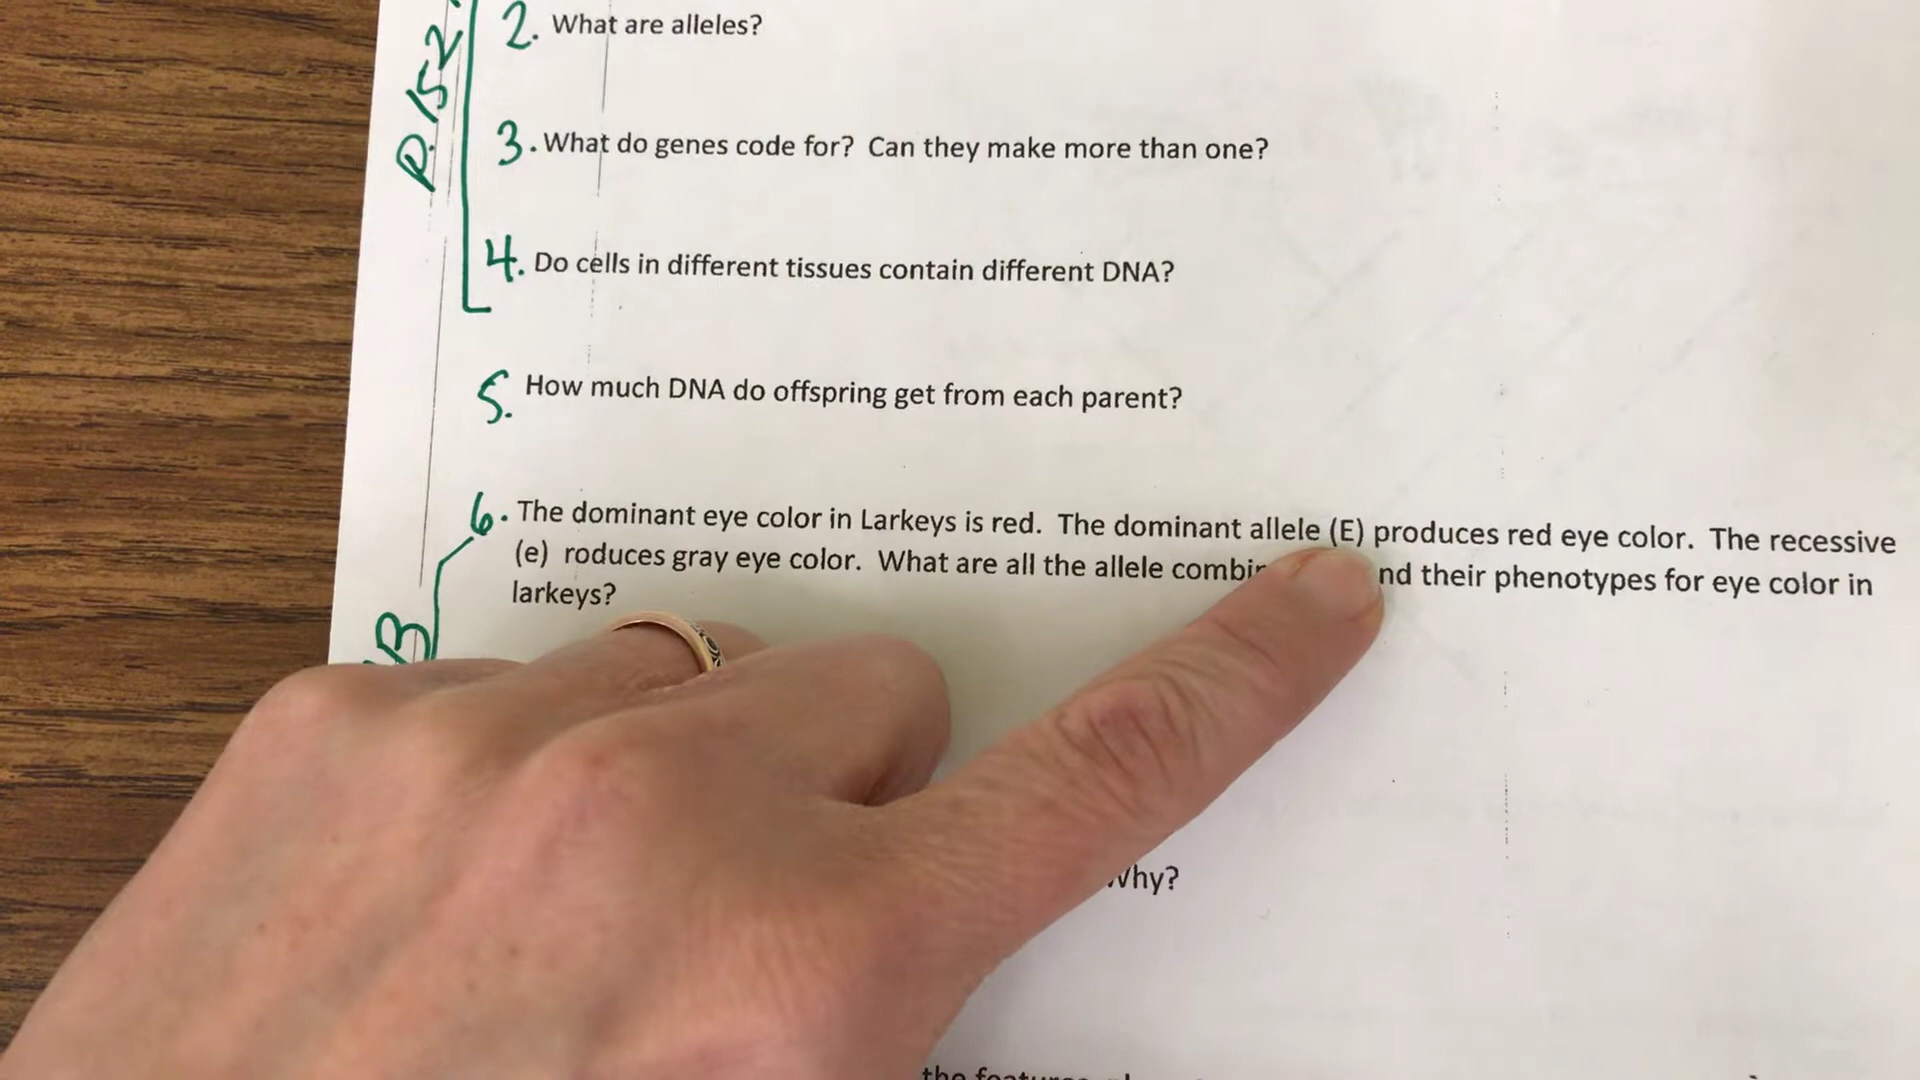 P. 152
2. What are alleles?
3. What do genes code for? Can they make more than one?
4. Do cells in different tissues contain different DNA?
5. How much DNA do offspring get from each parent?
6. The dominant eye color in Larkeys is red. The dominant allele (E) produces red eye color. The recessive
(e) roduces gray eye color. What are all the allele nd their phenotypes for eye color in
larkeys?
B
Why?
the